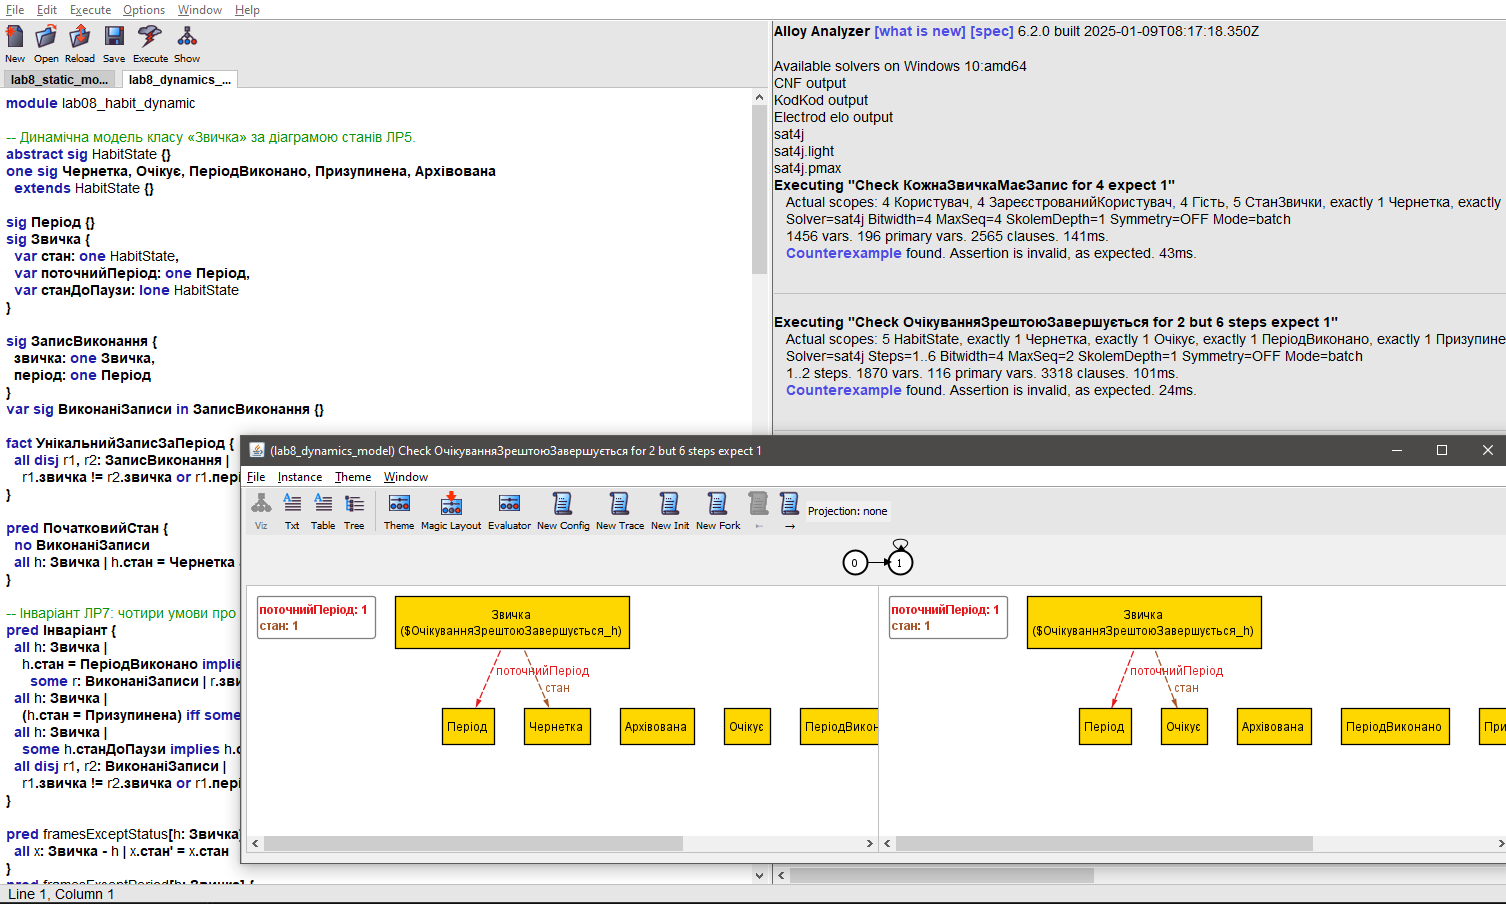 File Edit Execute Options Window Help
New Open Reload Save Execute Show
lab8_static_mo... lab8_dynamics_...
module lab08_habit_dynamic
-- Динамічна модель класу «Звичка» за діаграмою станів ЛР5.
abstract sig HabitState {}
one sig Чернетка, Очікує, ПеріодВиконано, Призупинена, Архівована
extends HabitState {}
sig Період {}
sig Звичка {
var стан: one HabitState,
var поточнийПеріод: one Період,
var станДоПаузи: lone HabitState
}
sig ЗаписВиконання {
звичка: one Звичка,
період: one Період
}
var sig ВиконаніЗаписи in ЗаписВиконання {}
fact УнікальнийЗаписЗаПеріод {
all disj r1, r2: ЗаписВиконання |
r1.звичка != r2.звичка or r1.пері
}
pred ПочатковийСтан {
no ВиконаніЗаписи
all h: Звичка | h.стан = Чернетка
}
-- Інваріант ЛР7: чотири умови про
pred Інваріант {
all h: Звичка |
h.стан = ПеріодВиконано implie
some r: ВиконаніЗаписи | r.зви
all h: Звичка |
(h.стан = Призупинена) iff some
all h: Звичка |
some h.станДоПаузи implies h.
all disj r1, r2: ВиконаніЗаписи |
r1.звичка != r2.звичка or r1.пері
}
pred framesExceptStatus[h: Звичка]
all x: Звичка - h | x.стан' = x.стан
}
pred framesExceptPeriod[h: Звичка] {
Line 1, Column 1
Alloy Analyzer [what is new] [spec] 6.2.0 built 2025-01-09T08:17:18.350Z
Available solvers on Windows 10:amd64
CNF output
KodKod output
Electrod elo output
sat4j
sat4j.light
sat4j.pmax
Executing "Check КожнаЗвичкаМаєЗапис for 4 expect 1"
Actual scopes: 4 Користувач, 4 ЗареєстрованийКористувач, 4 Гість, 5 СтанЗвички, exactly 1 Чернетка, exactly
Solver=sat4j Bitwidth=4 MaxSeq=4 SkolemDepth=1 Symmetry=OFF Mode=batch
1456 vars. 196 primary vars. 2565 clauses. 141ms.
Counterexample found. Assertion is invalid, as expected. 43ms.
Executing "Check ОчікуванняЗрештоюЗавершується for 2 but 6 steps expect 1"
Actual scopes: 5 HabitState, exactly 1 Чернетка, exactly 1 Очікує, exactly 1 ПеріодВиконано, exactly 1 Призупине
Solver=sat4j Steps=1..6 Bitwidth=4 MaxSeq=2 SkolemDepth=1 Symmetry=OFF Mode=batch
1..2 steps. 1870 vars. 116 primary vars. 3318 clauses. 101ms.
Counterexample found. Assertion is invalid, as expected. 24ms.
(lab8_dynamics_model) Check ОчікуванняЗрештоюЗавершується for 2 but 6 steps expect 1
File Instance Theme Window
Viz Txt Table Tree Theme Magic Layout Evaluator New Config New Trace New Init New Fork ← → Projection: none
0 1
поточнийПеріод: 1
стан: 1
Звичка
($ОчікуванняЗрештоюЗавершується_h)
поточнийПеріод
стан
Період Чернетка Архівована Очікує ПеріодВикон
поточнийПеріод: 1
стан: 1
Звичка
($ОчікуванняЗрештоюЗавершується_h)
поточнийПеріод
стан
Період Очікує Архівована ПеріодВиконано При